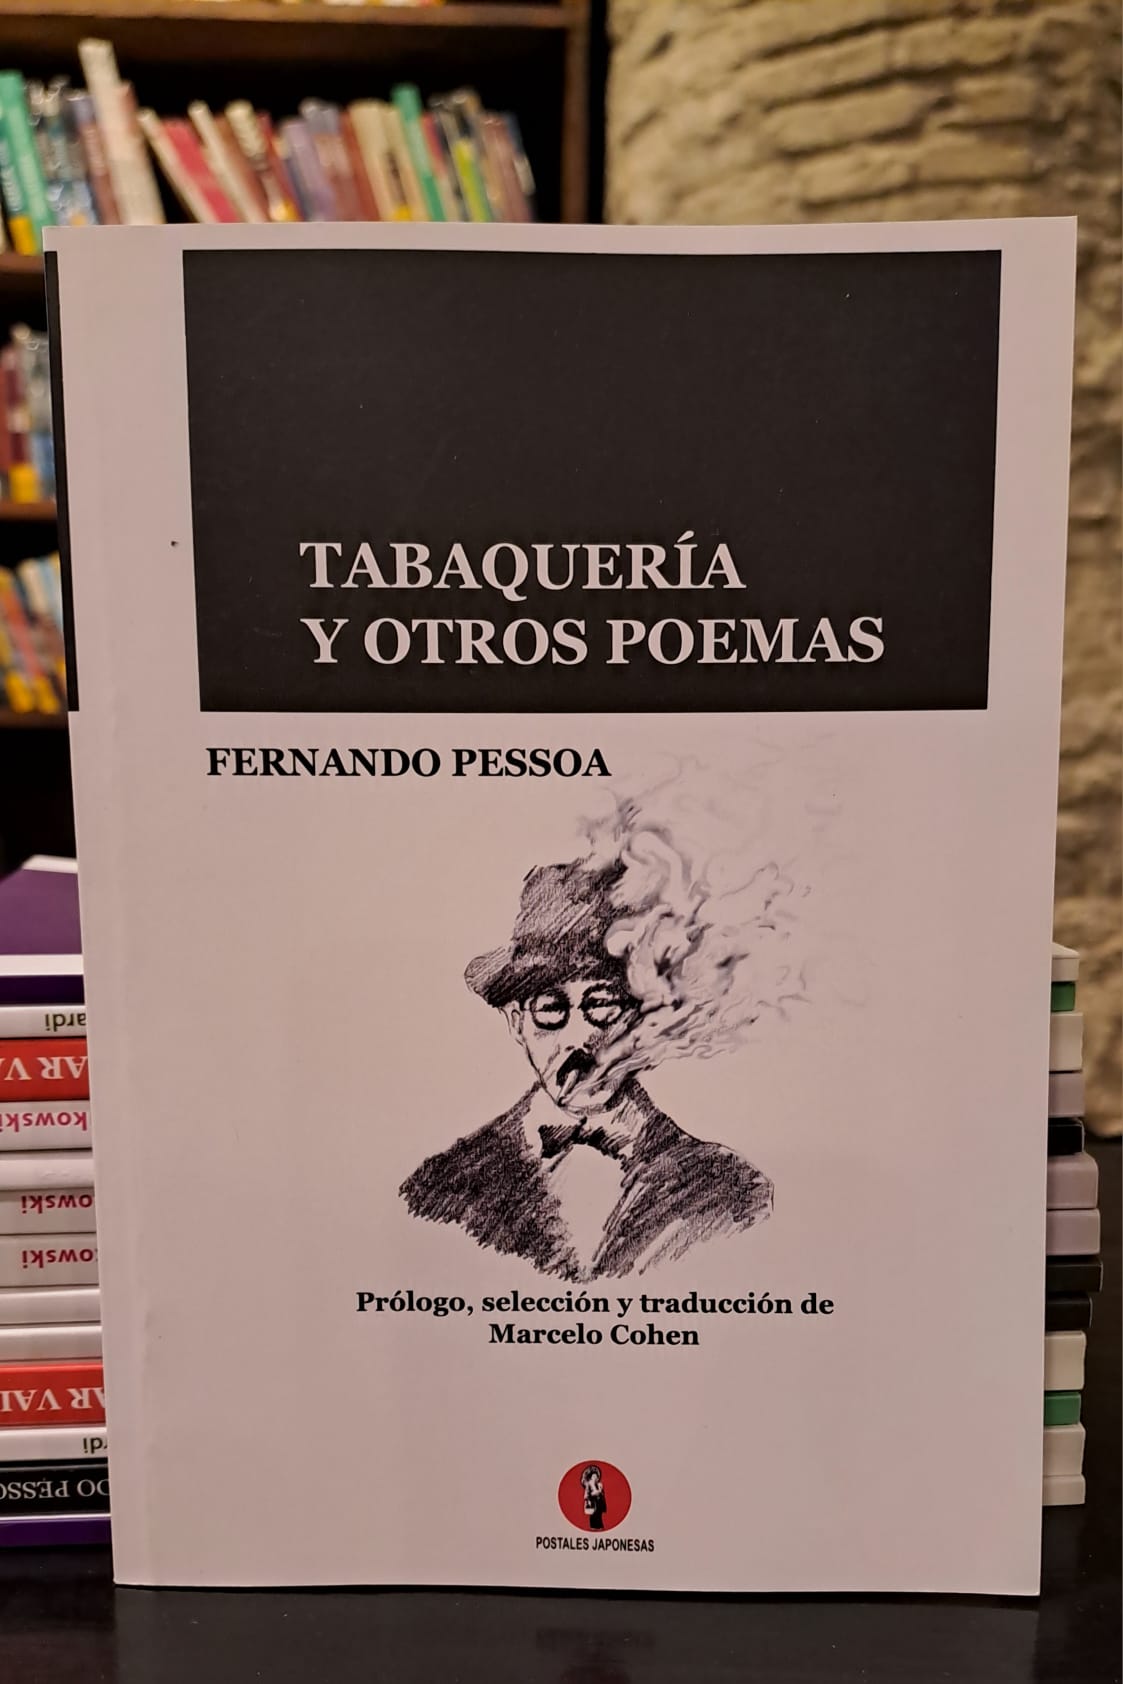 TABAQUERÍA
Y OTROS POEMAS
FERNANDO PESSOA
Prólogo, selección y traducción de
Marcelo Cohen
POSTALES JAPONESAS